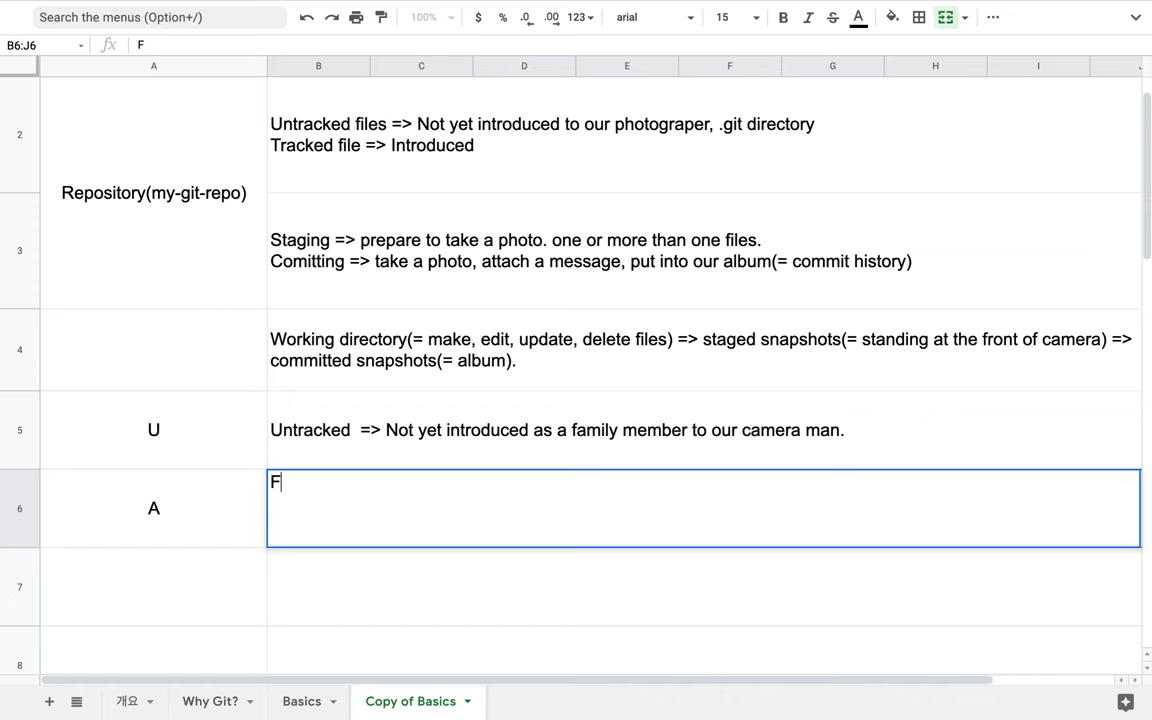 Search the menus (Option+/)
100%
$
%
.0
.00
123
arial
15
B
I
S
A
B6:J6
fx
F
A
B
C
D
E
F
G
H
I
2
Repository(my-git-repo)
Untracked files => Not yet introduced to our photograper, .git directory
Tracked file => Introduced
3
Staging => prepare to take a photo. one or more than one files.
Comitting => take a photo, attach a message, put into our album(= commit history)
4
Working directory(= make, edit, update, delete files) => staged snapshots(= standing at the front of camera) =>
committed snapshots(= album).
5
U
Untracked  => Not yet introduced as a family member to our camera man.
6
A
F
7
8
개요
Why Git?
Basics
Copy of Basics